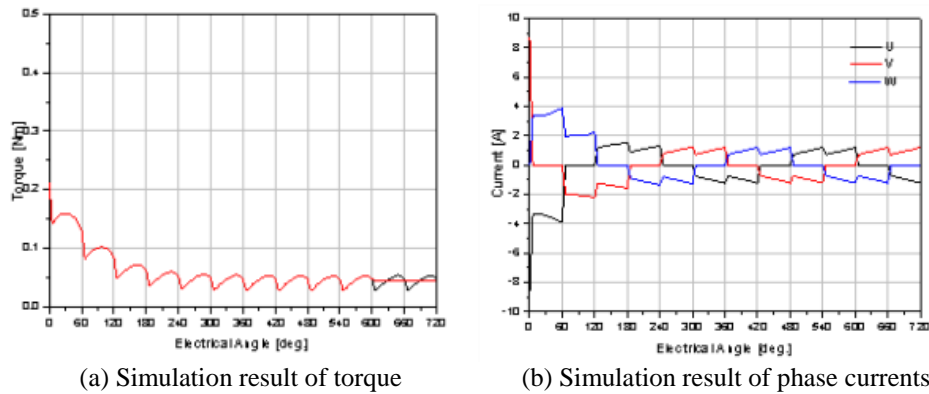 0.5
0.4
0.3
0.2
0.1
0.0
Torque [Nm]
0 60 120 180 240 300 360 420 480 540 600 660 720
Electrical Angle [deg.]
(a) Simulation result of torque
10
8
6
4
2
0
-2
-4
-6
-8
-10
Current [A]
U
V
W
0 60 120 180 240 300 360 420 480 540 600 660 720
Electrical Angle [deg.]
(b) Simulation result of phase currents